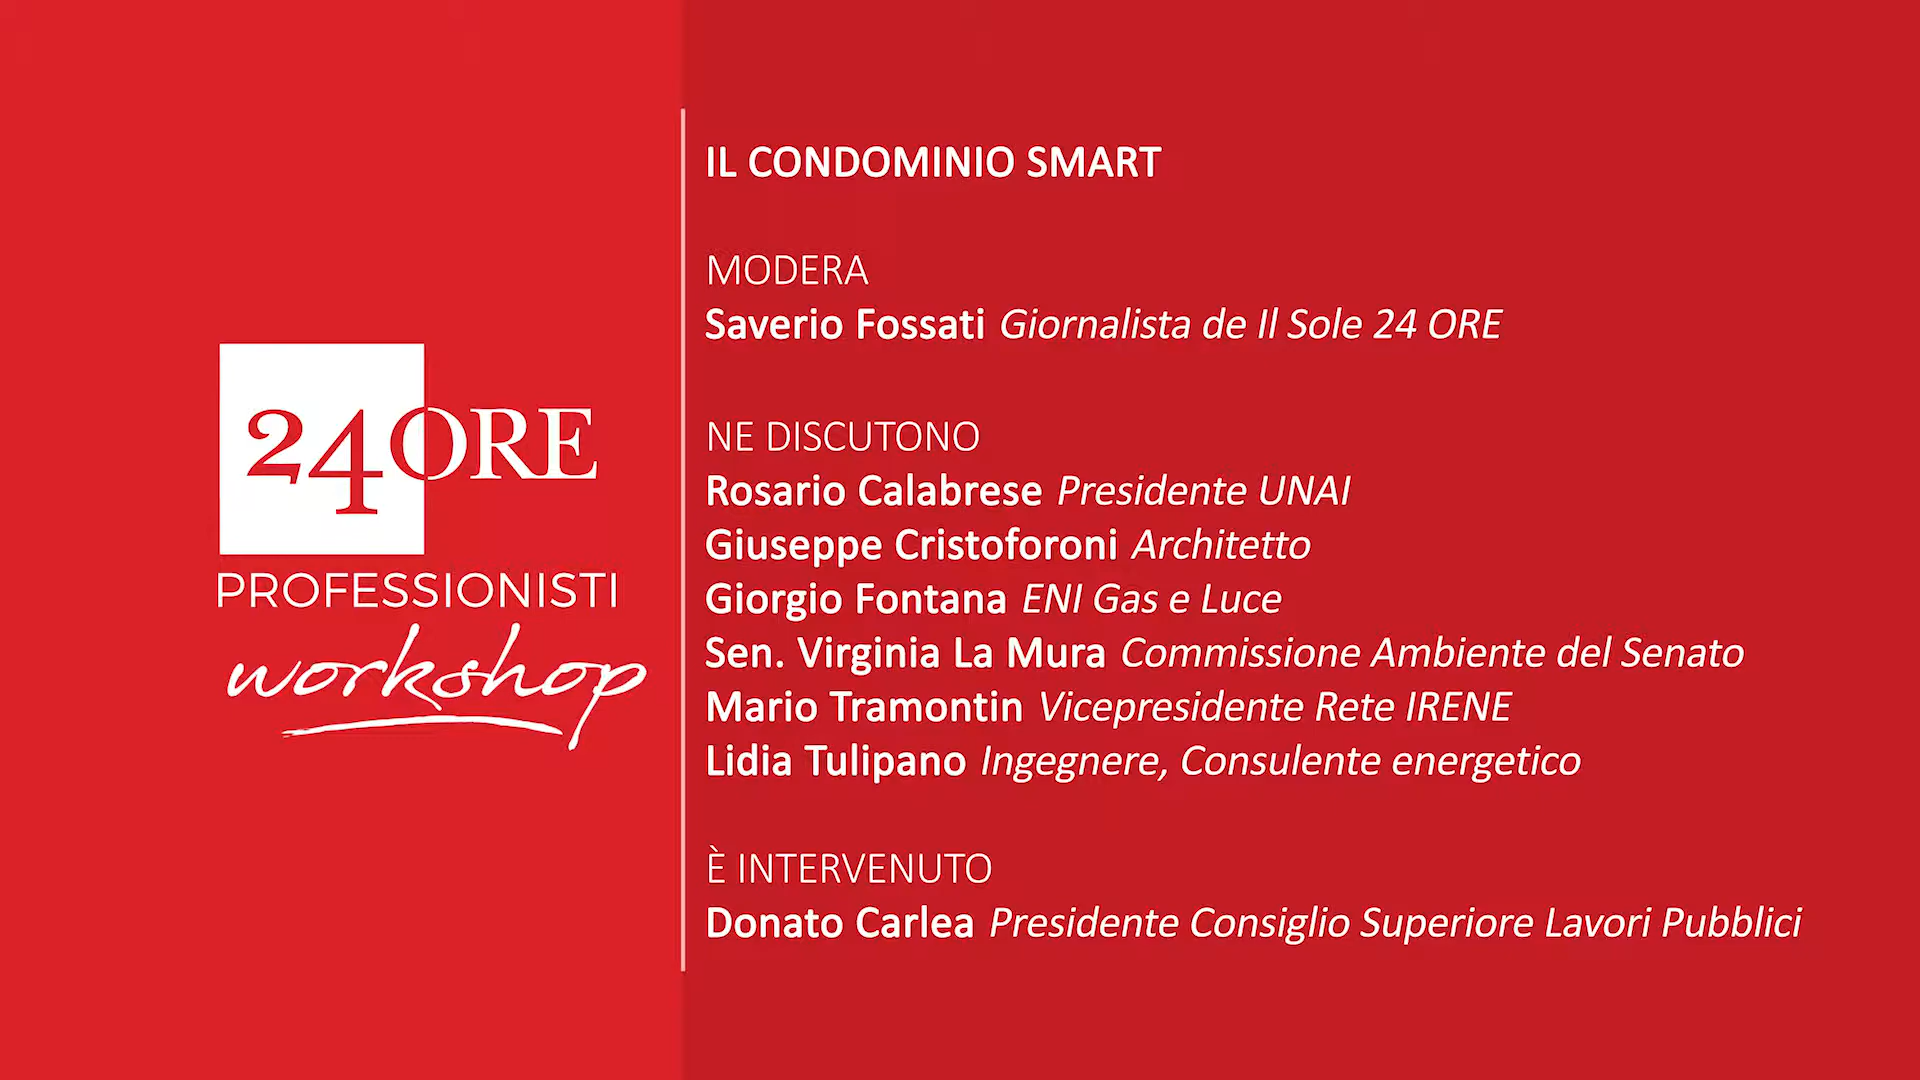 24ORE
PROFESSIONISTI
workshop
IL CONDOMINIO SMART
MODERA
Saverio Fossati Giornalista de Il Sole 24 ORE
NE DISCUTONO
Rosario Calabrese Presidente UNAI
Giuseppe Cristoforoni Architetto
Giorgio Fontana ENI Gas e Luce
Sen. Virginia La Mura Commissione Ambiente del Senato
Mario Tramontin Vicepresidente Rete IRENE
Lidia Tulipano Ingegnere, Consulente energetico
È INTERVENUTO
Donato Carlea Presidente Consiglio Superiore Lavori Pubblici